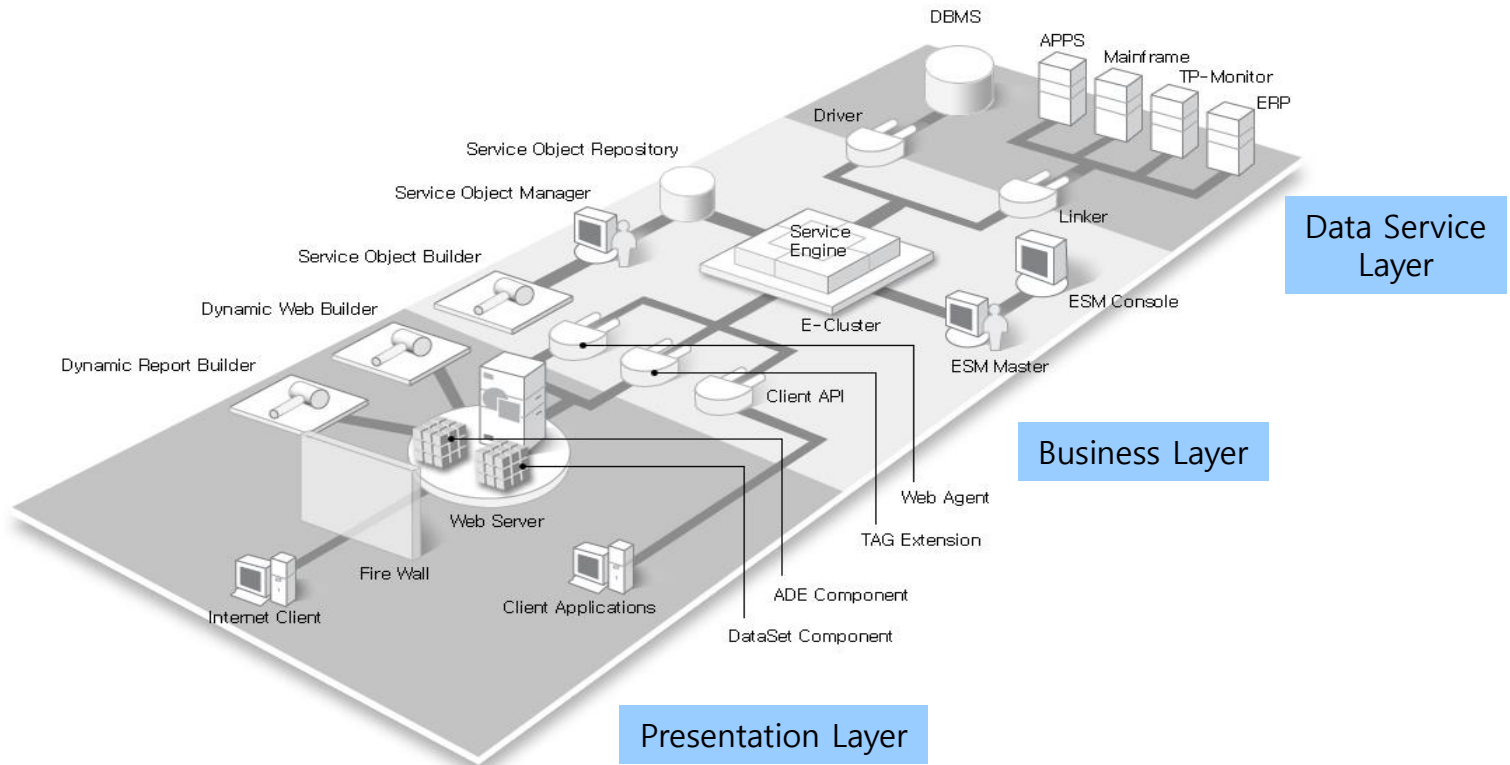 DBMS
APPS
Mainframe
TP-Monitor
ERP
Driver
Service Object Repository
Service Object Manager
Linker
Data Service
Layer
Service
Engine
Service Object Builder
ESM Console
Dynamic Web Builder
E-Cluster
Dynamic Report Builder
ESM Master
Client API
Business Layer
Web Agent
Web Server
TAG Extension
Fire Wall
ADE Component
Client Applications
Internet Client
DataSet Component
Presentation Layer